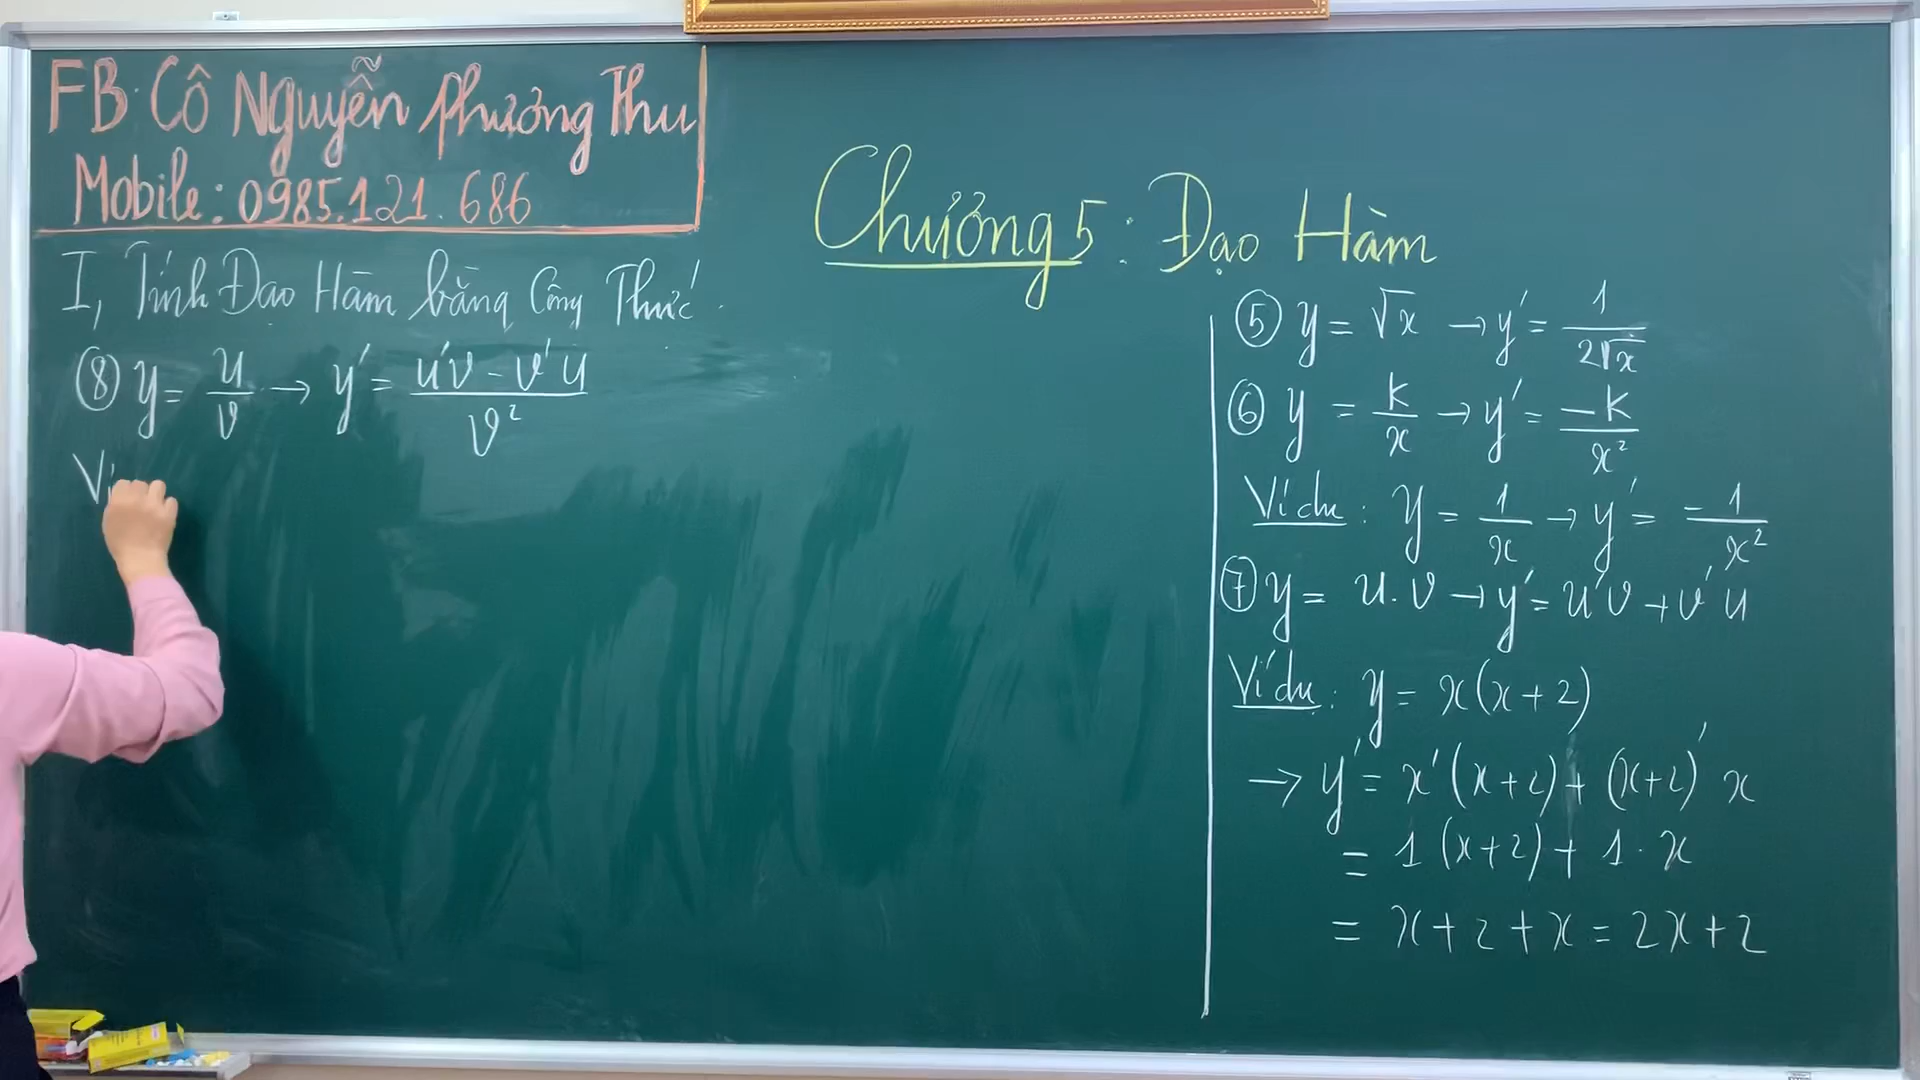 FB: Cô Nguyễn Phương Thu
Mobile: 0985.121.686
Chương 5: Đạo Hàm
I, Tính Đạo Hàm bằng Công Thức.
⑧ y = u/v → y' = (u'v - v'u)/v²
Ví
⑤ y = √x → y' = 1/(2√x)
⑥ y = k/x → y' = -k/x²
Ví dụ: y = 1/x → y' = -1/x²
⑦ y = u.v → y' = u'v + v'u
Ví dụ: y = x(x+2)
→ y' = x'(x+2) + (x+2)' x
= 1(x+2) + 1.x
= x+2+x = 2x+2